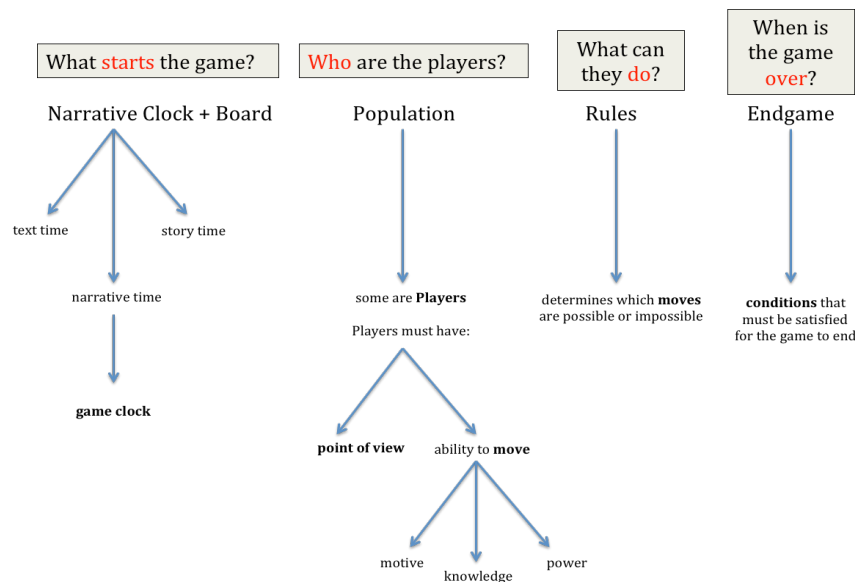 What starts the game?
Narrative Clock + Board
text time
story time
narrative time
game clock
Who are the players?
Population
some are Players
Players must have:
point of view
ability to move
motive
knowledge
power
What can
they do?
Rules
determines which moves
are possible or impossible
When is
the game
over?
Endgame
conditions that
must be satisfied
for the game to end